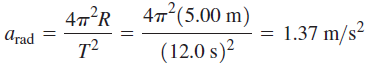 a_rad = 4π²R / T² = 4π²(5.00 m) / (12.0 s)² = 1.37 m/s²